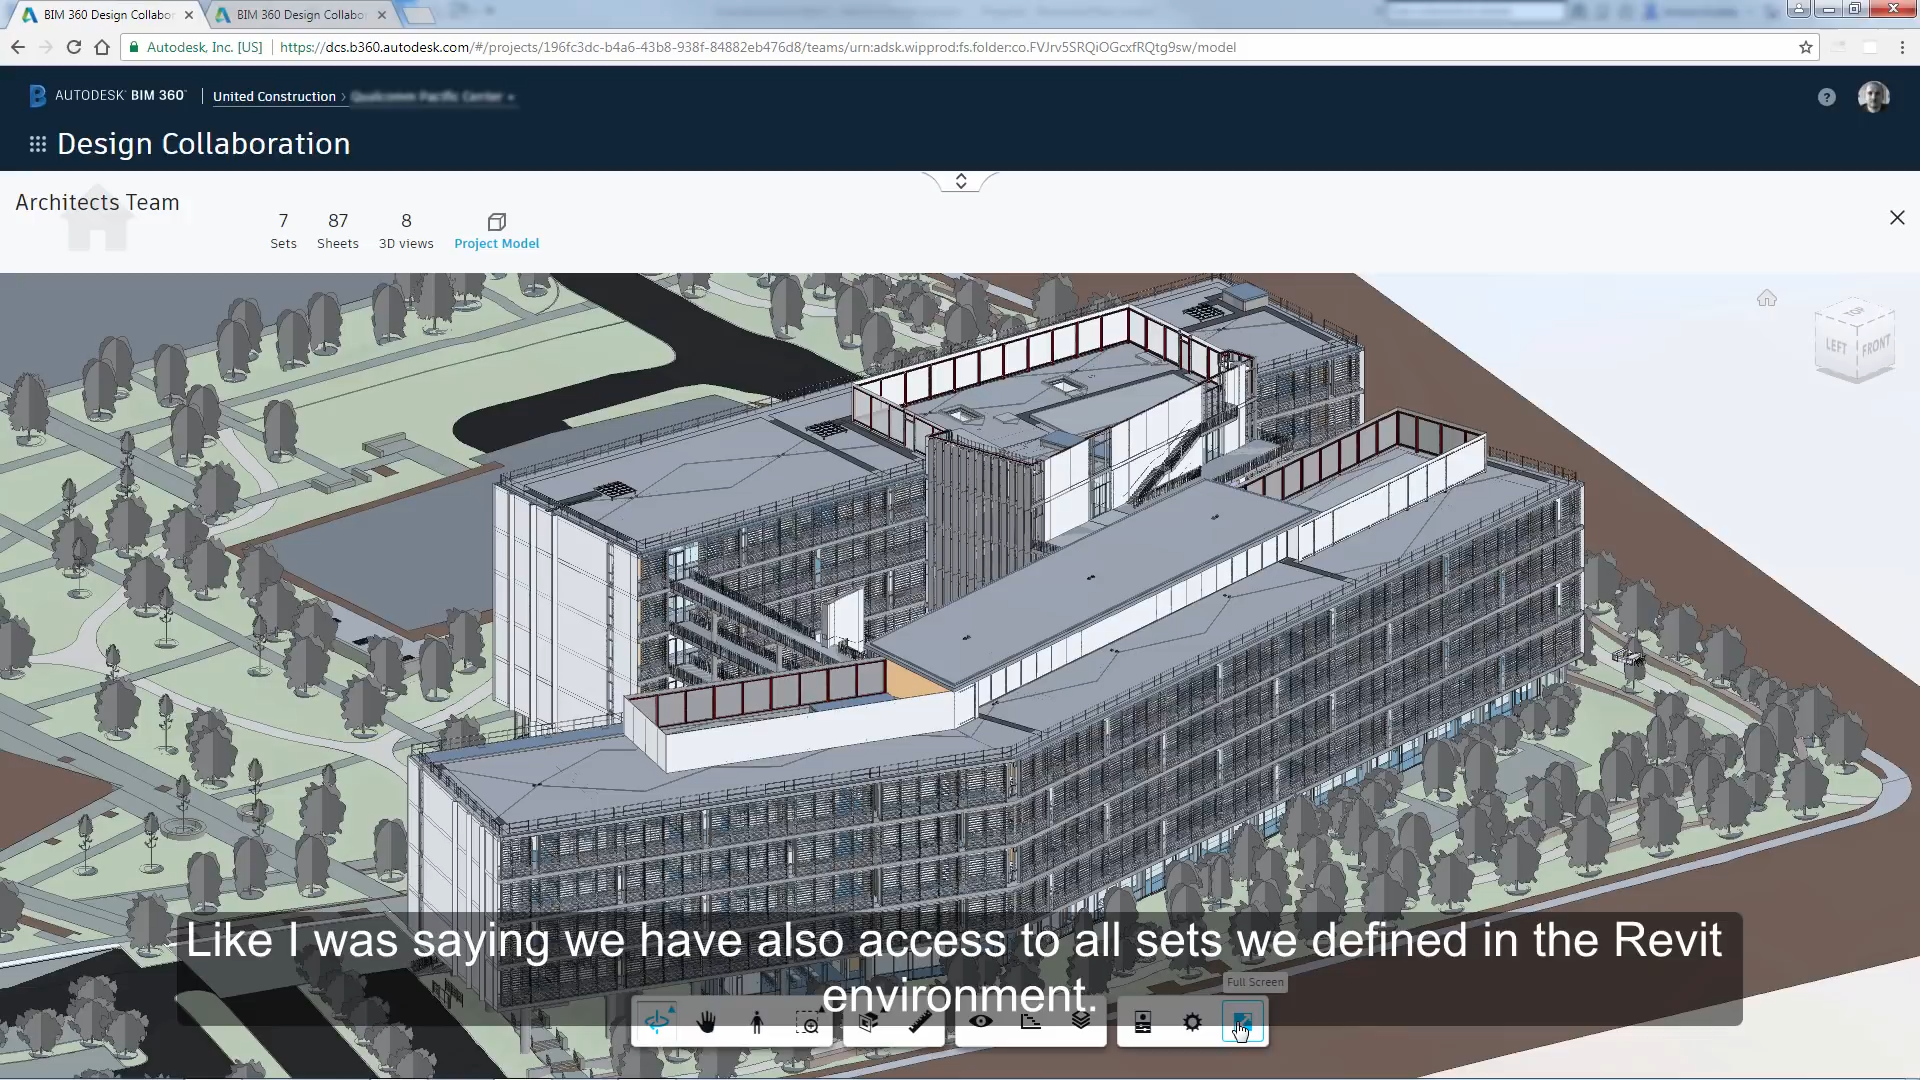 BIM 360 Design Collabor
BIM 360 Design Collabo
Autodesk, Inc. [US]
https://dcs.b360.autodesk.com/#/projects/196fc3dc-b4a6-43b8-938f-84882eb476d8/teams/urn:adsk.wipprod:fs.folder:co.FVJrv5SRQiOGcxfRQtg9sw/model
AUTODESK® BIM 360™
United Construction >
Design Collaboration
Architects Team
7
Sets
87
Sheets
8
3D views
Project Model
TOP
LEFT
FRONT
Like I was saying we have also access to all sets we defined in the Revit
environment.
Full Screen